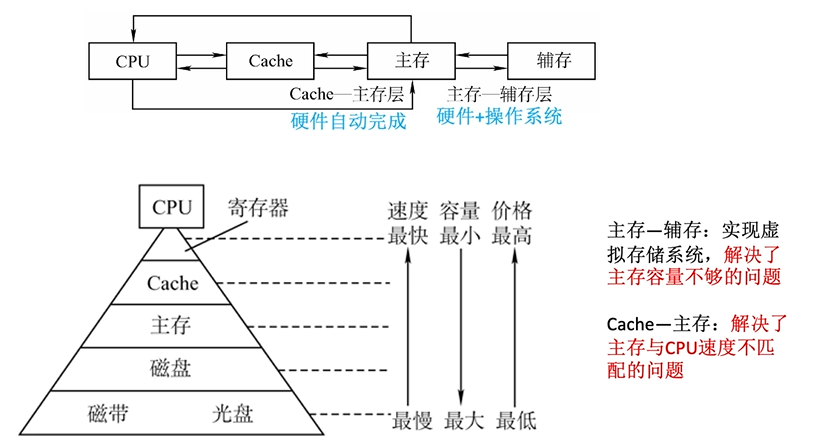 CPU
Cache
主存
辅存
Cache—主存层
主存—辅存层
硬件自动完成
硬件+操作系统
CPU
寄存器
速度 容量 价格
最快 最小 最高
Cache
主存
磁盘
磁带 光盘
最慢 最大 最低
主存—辅存：实现虚
拟存储系统，解决了
主存容量不够的问题
Cache—主存：解决了
主存与CPU速度不匹
配的问题